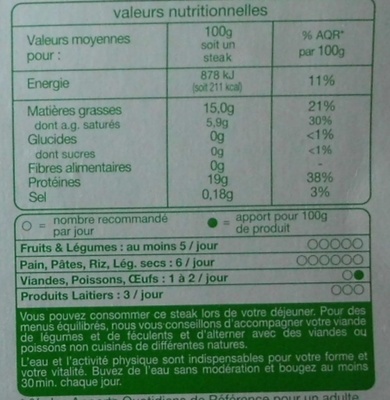 valeurs nutritionnelles
Valeurs moyennes pour : 100g soit un steak % AQR* par 100g
Energie 878 kJ (soit 211 kcal) 11%
Matières grasses 15,0g 21%
dont a.g. saturés 5,9g 30%
Glucides 0g <1%
dont sucres 0g <1%
Fibres alimentaires 0g -
Protéines 19g 38%
Sel 0,18g 3%
○ = nombre recommandé par jour ● = apport pour 100g de produit
Fruits & Légumes : au moins 5 / jour ○○○○○
Pain, Pâtes, Riz, Lég. secs : 6 / jour ○○○○○○
Viandes, Poissons, Œufs : 1 à 2 / jour ○●
Produits Laitiers : 3 / jour ○○○
Vous pouvez consommer ce steak lors de votre déjeuner. Pour des
menus équilibrés, nous vous conseillons d'accompagner votre viande
de légumes et de féculents et d'alterner avec des viandes ou
poissons non cuisinés de différentes natures.
L'eau et l'activité physique sont indispensables pour votre forme et
votre vitalité. Buvez de l'eau sans modération et bougez au moins
30 min. chaque jour.
Apports Quotidiens de Référence pour un adulte